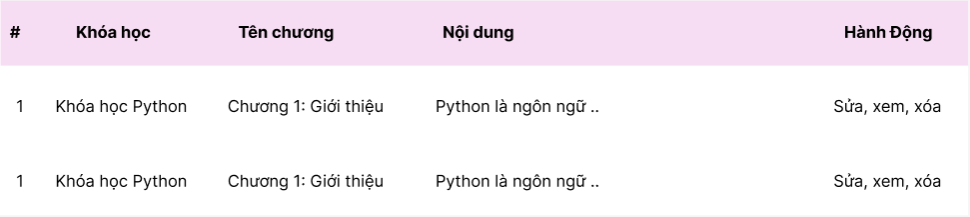 # Khóa học Tên chương Nội dung Hành Động
1 Khóa học Python Chương 1: Giới thiệu Python là ngôn ngữ .. Sửa, xem, xóa
1 Khóa học Python Chương 1: Giới thiệu Python là ngôn ngữ .. Sửa, xem, xóa